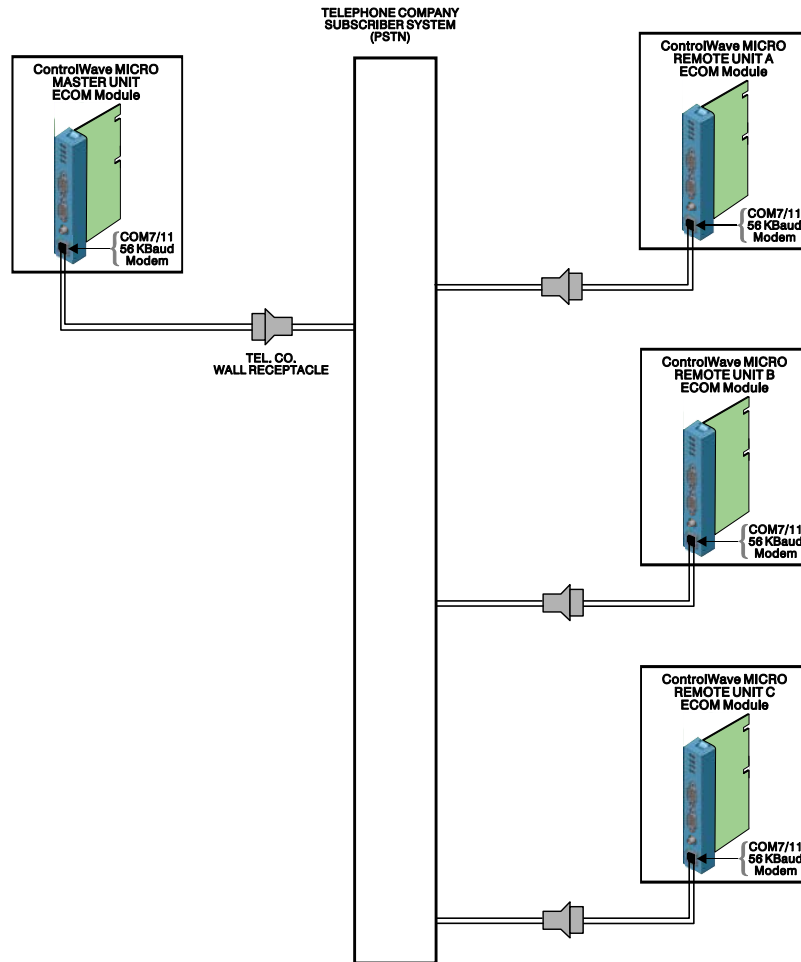 TELEPHONE COMPANY
SUBSCRIBER SYSTEM
(PSTN)
ControlWave MICRO
MASTER UNIT
ECOM Module
COM7/11
56 KBaud
Modem
TEL. CO.
WALL RECEPTACLE
ControlWave MICRO
REMOTE UNIT A
ECOM Module
COM7/11
56 KBaud
Modem
ControlWave MICRO
REMOTE UNIT B
ECOM Module
COM7/11
56 KBaud
Modem
ControlWave MICRO
REMOTE UNIT C
ECOM Module
COM7/11
56 KBaud
Modem